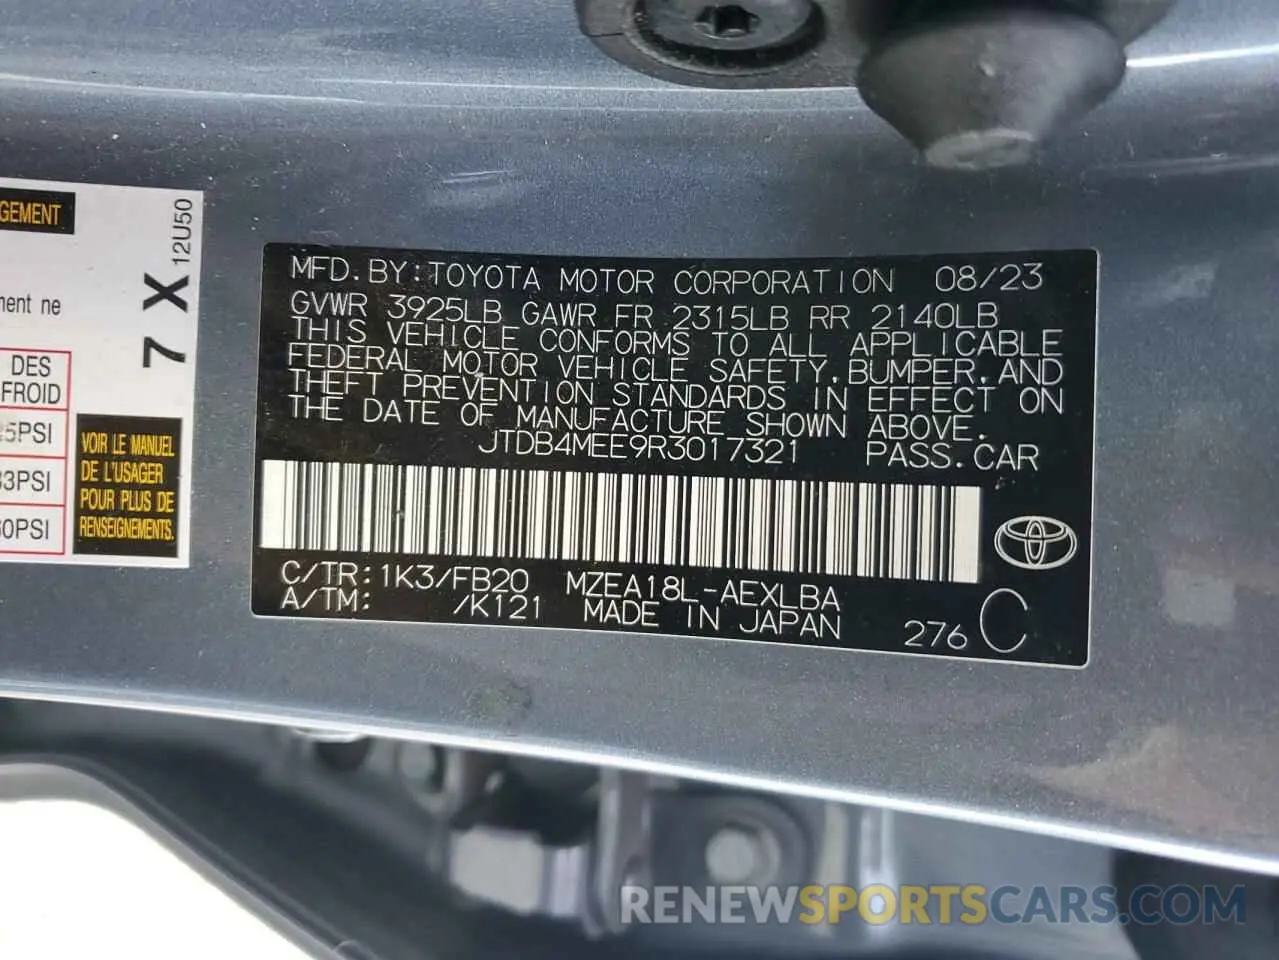 GEMENT
ment ne
DES
FROID
5PSI
3PSI
60PSI
7 X
12U50
VOIR LE MANUEL
DE L'USAGER
POUR PLUS DE
RENSEIGNEMENTS.
MFD.BY:TOYOTA MOTOR CORPORATION 08/23
GVWR 3925LB GAWR FR 2315LB RR 2140LB
THIS VEHICLE CONFORMS TO ALL APPLICABLE
FEDERAL MOTOR VEHICLE SAFETY,BUMPER,AND
THEFT PREVENTION STANDARDS IN EFFECT ON
THE DATE OF MANUFACTURE SHOWN ABOVE.
JTDB4MEE9R3017321 PASS.CAR
C/TR:1K3/FB20 MZEA18L-AEXLBA
A/TM: /K121 MADE IN JAPAN 276 C
RENEWSPORTSCARS.COM